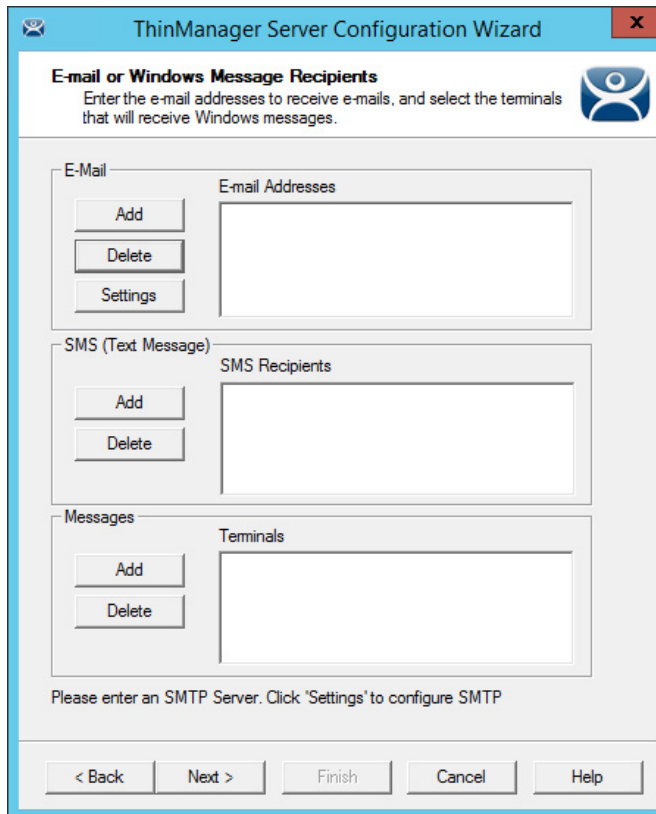 ThinManager Server Configuration Wizard
x
E-mail or Windows Message Recipients
Enter the e-mail addresses to receive e-mails, and select the terminals
that will receive Windows messages.
E-Mail
E-mail Addresses
Add
Delete
Settings
SMS (Text Message)
SMS Recipients
Add
Delete
Messages
Terminals
Add
Delete
Please enter an SMTP Server. Click 'Settings' to configure SMTP
< Back Next > Finish Cancel Help